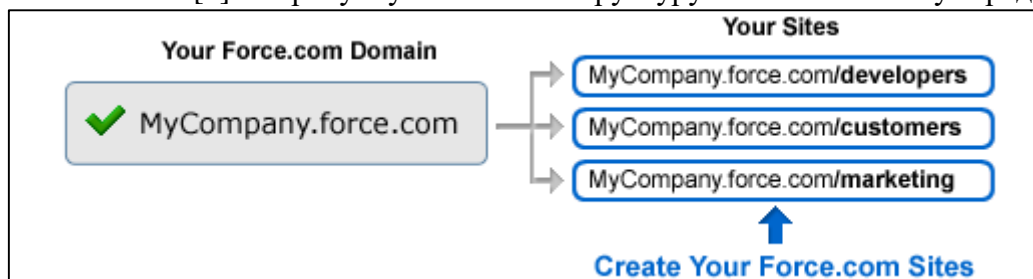 Your Force.com Domain
MyCompany.force.com
Your Sites
MyCompany.force.com/developers
MyCompany.force.com/customers
MyCompany.force.com/marketing
Create Your Force.com Sites